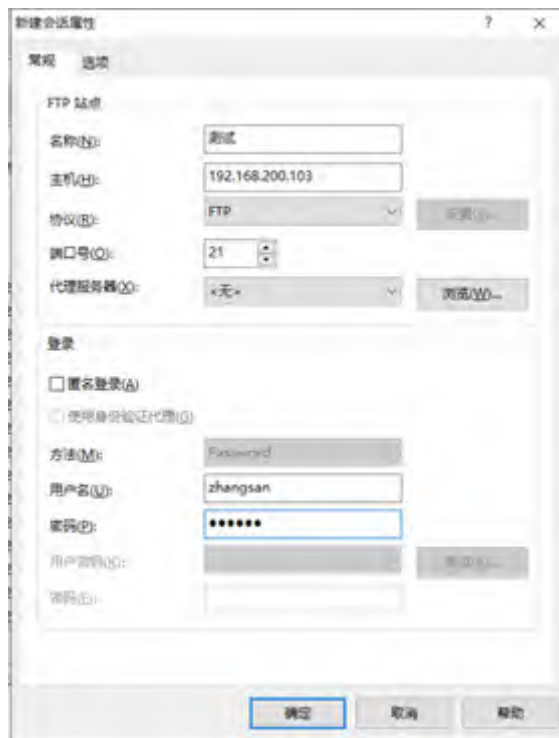 新建会话属性 ? ×
常规 选项
FTP 站点
名称(N): 测试
主机(H): 192.168.200.103
协议(R): FTP 设置(S)...
端口号(O): 21
代理服务器(X): <无> 浏览(W)...
登录
匿名登录(A)
使用身份验证代理(G)
方法(M): Password
用户名(U): zhangsan
密码(P): ●●●●●●
用户密钥(K):
密码(E):
确定 取消 帮助